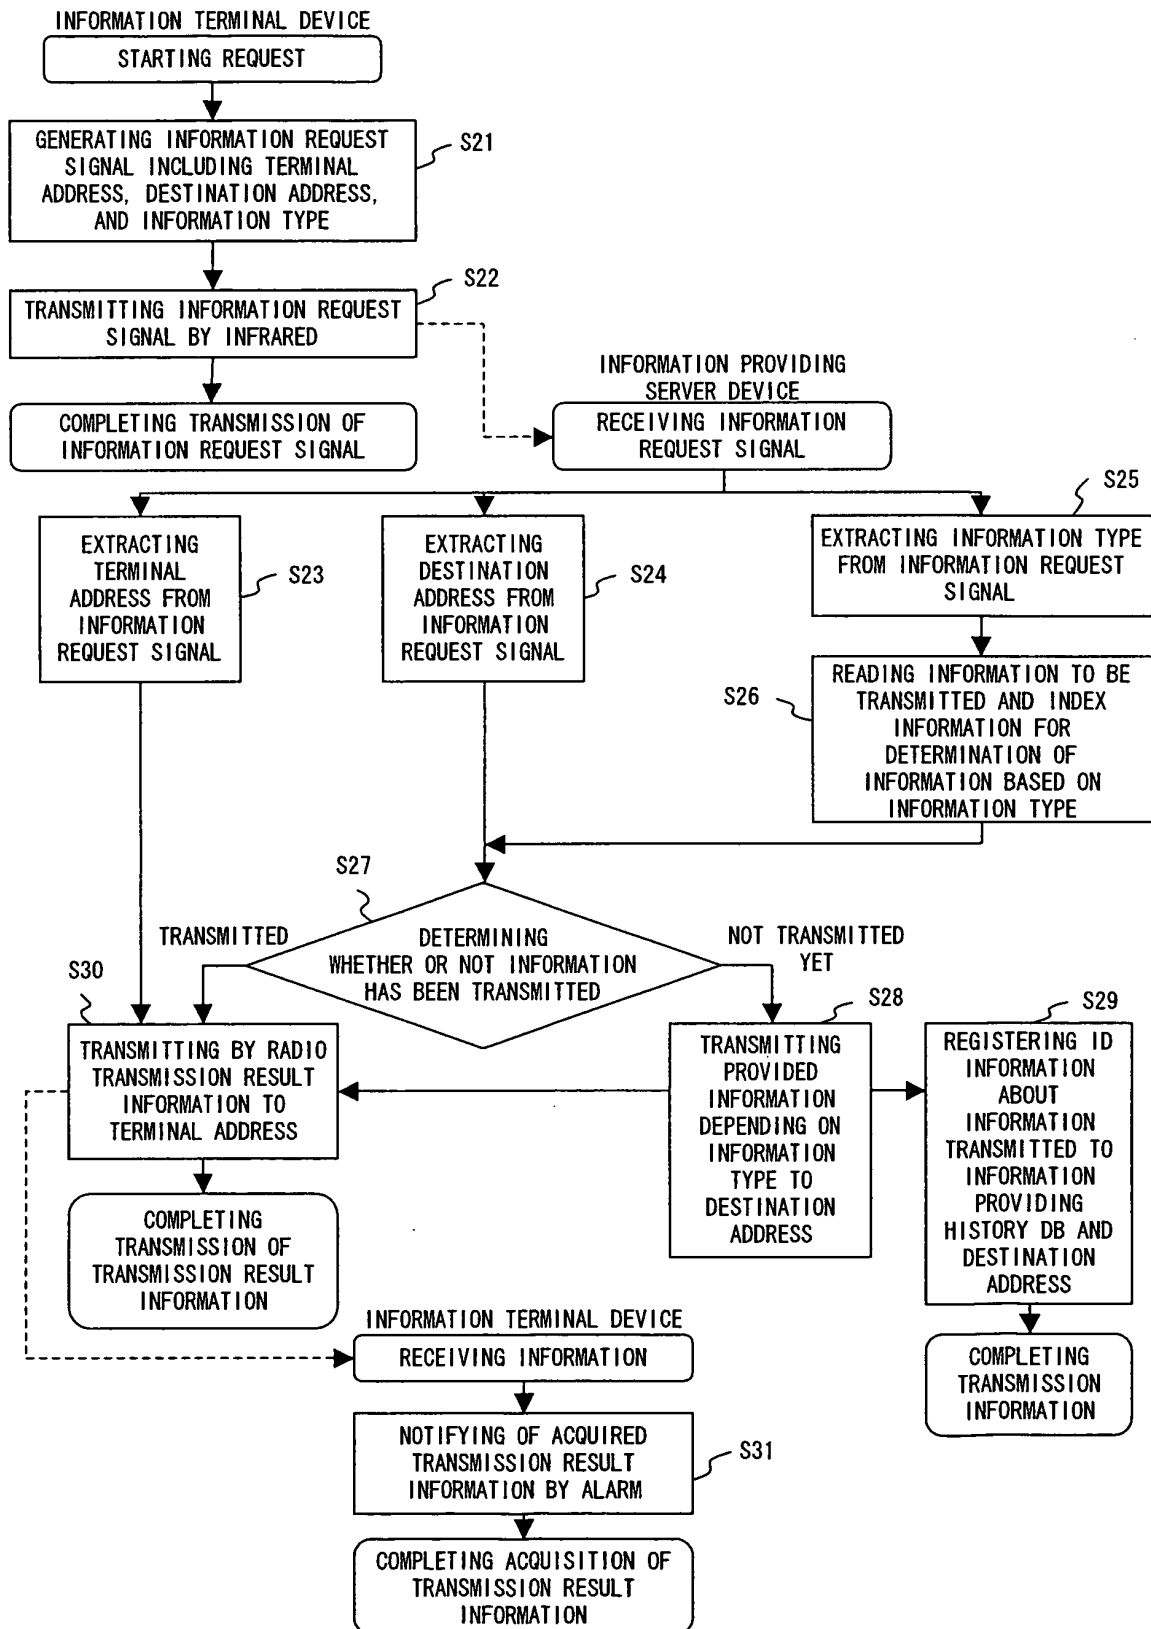 INFORMATION TERMINAL DEVICE
STARTING REQUEST
GENERATING INFORMATION REQUEST
SIGNAL INCLUDING TERMINAL
ADDRESS, DESTINATION ADDRESS,
AND INFORMATION TYPE
S21
S22
TRANSMITTING INFORMATION REQUEST
SIGNAL BY INFRARED
COMPLETING TRANSMISSION OF
INFORMATION REQUEST SIGNAL
INFORMATION PROVIDING
SERVER DEVICE
RECEIVING INFORMATION
REQUEST SIGNAL
EXTRACTING
TERMINAL
ADDRESS FROM
INFORMATION
REQUEST SIGNAL
S23
EXTRACTING
DESTINATION
ADDRESS FROM
INFORMATION
REQUEST SIGNAL
S24
S25
EXTRACTING INFORMATION TYPE
FROM INFORMATION REQUEST
SIGNAL
S26
READING INFORMATION TO BE
TRANSMITTED AND INDEX
INFORMATION FOR
DETERMINATION OF
INFORMATION BASED ON
INFORMATION TYPE
S27
DETERMINING
WHETHER OR NOT INFORMATION
HAS BEEN TRANSMITTED
TRANSMITTED
NOT TRANSMITTED
YET
S30
TRANSMITTING BY RADIO
TRANSMISSION RESULT
INFORMATION TO
TERMINAL ADDRESS
COMPLETING
TRANSMISSION OF
TRANSMISSION RESULT
INFORMATION
S28
TRANSMITTING
PROVIDED
INFORMATION
DEPENDING ON
INFORMATION
TYPE TO
DESTINATION
ADDRESS
S29
REGISTERING ID
INFORMATION
ABOUT
INFORMATION
TRANSMITTED TO
INFORMATION
PROVIDING
HISTORY DB AND
DESTINATION
ADDRESS
COMPLETING
TRANSMISSION
INFORMATION
INFORMATION TERMINAL DEVICE
RECEIVING INFORMATION
NOTIFYING OF ACQUIRED
TRANSMISSION RESULT
INFORMATION BY ALARM
S31
COMPLETING ACQUISITION OF
TRANSMISSION RESULT
INFORMATION